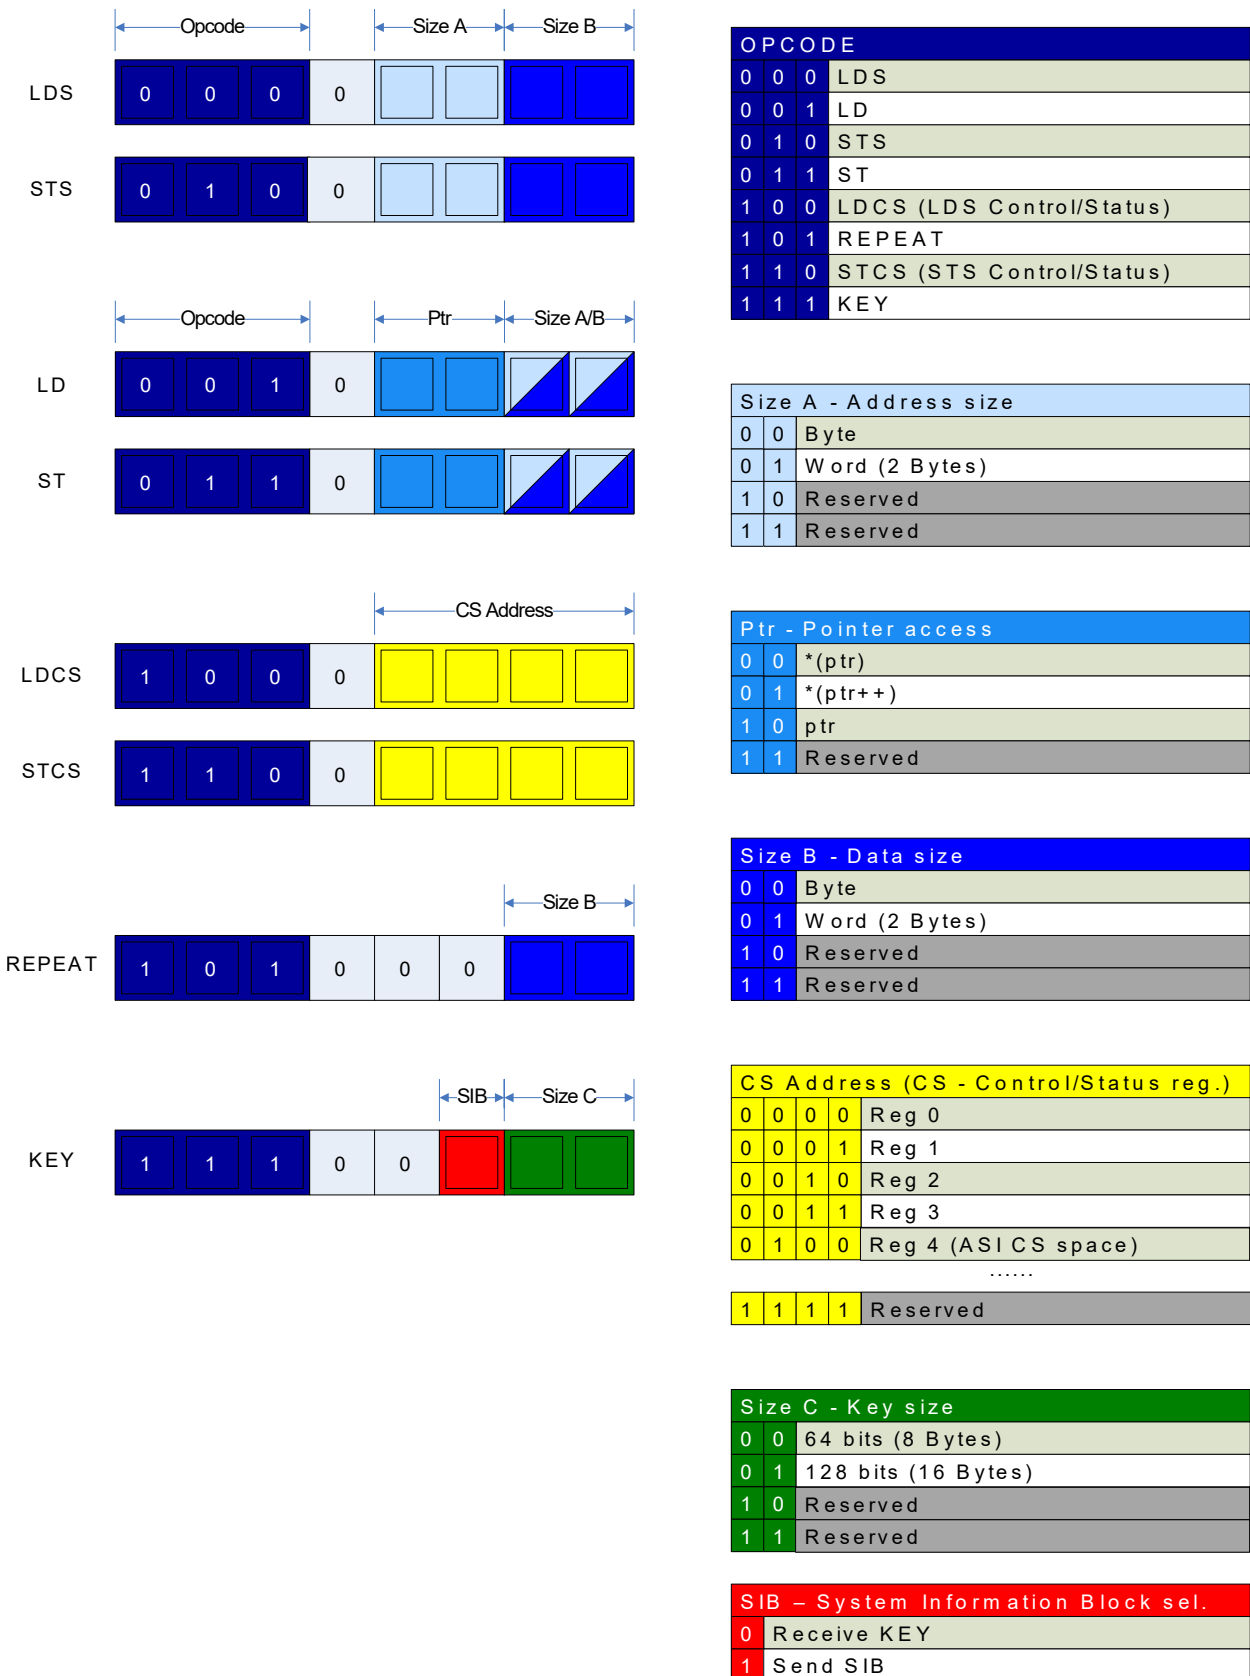 Opcode Size A Size B
LDS 0 0 0 0
STS 0 1 0 0
Opcode Ptr Size A/B
LD 0 0 1 0
ST 0 1 1 0
CS Address
LDCS 1 0 0 0
STCS 1 1 0 0
Size B
REPEAT 1 0 1 0 0 0
SIB Size C
KEY 1 1 1 0 0
OPCODE
0 0 0 LDS
0 0 1 LD
0 1 0 STS
0 1 1 ST
1 0 0 LDCS (LDS Control/Status)
1 0 1 REPEAT
1 1 0 STCS (STS Control/Status)
1 1 1 KEY
Size A - Address size
0 0 Byte
0 1 Word (2 Bytes)
1 0 Reserved
1 1 Reserved
Ptr - Pointer access
0 0 *(ptr)
0 1 *(ptr++)
1 0 ptr
1 1 Reserved
Size B - Data size
0 0 Byte
0 1 Word (2 Bytes)
1 0 Reserved
1 1 Reserved
CS Address (CS - Control/Status reg.)
0 0 0 0 Reg 0
0 0 0 1 Reg 1
0 0 1 0 Reg 2
0 0 1 1 Reg 3
0 1 0 0 Reg 4 (ASI CS space)
......
1 1 1 1 Reserved
Size C - Key size
0 0 64 bits (8 Bytes)
0 1 128 bits (16 Bytes)
1 0 Reserved
1 1 Reserved
SIB – System Information Block sel.
0 Receive KEY
1 Send SIB